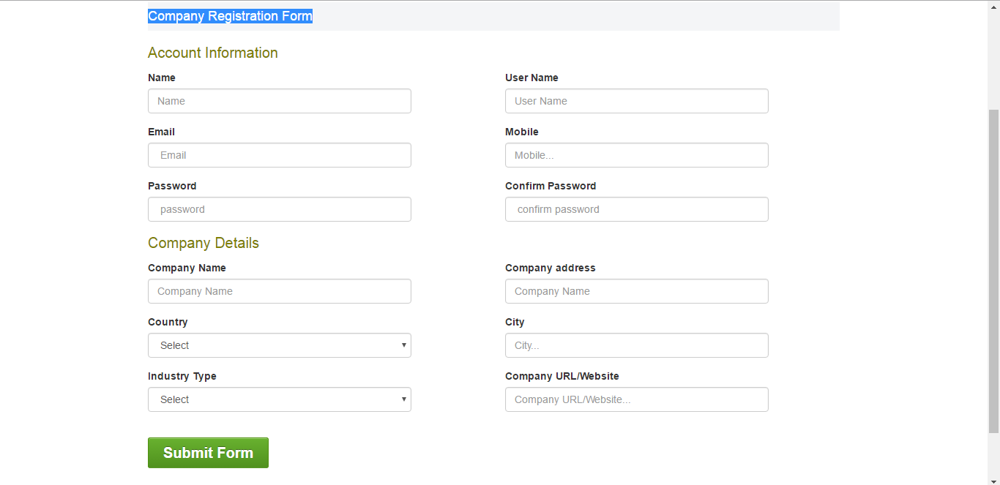 Company Registration Form
Account Information
Name
User Name
Name
User Name
Email
Mobile
Email
Mobile...
Password
Confirm Password
password
confirm password
Company Details
Company Name
Company address
Company Name
Company Name
Country
City
Select
City...
Industry Type
Company URL/Website
Select
Company URL/Website...
Submit Form